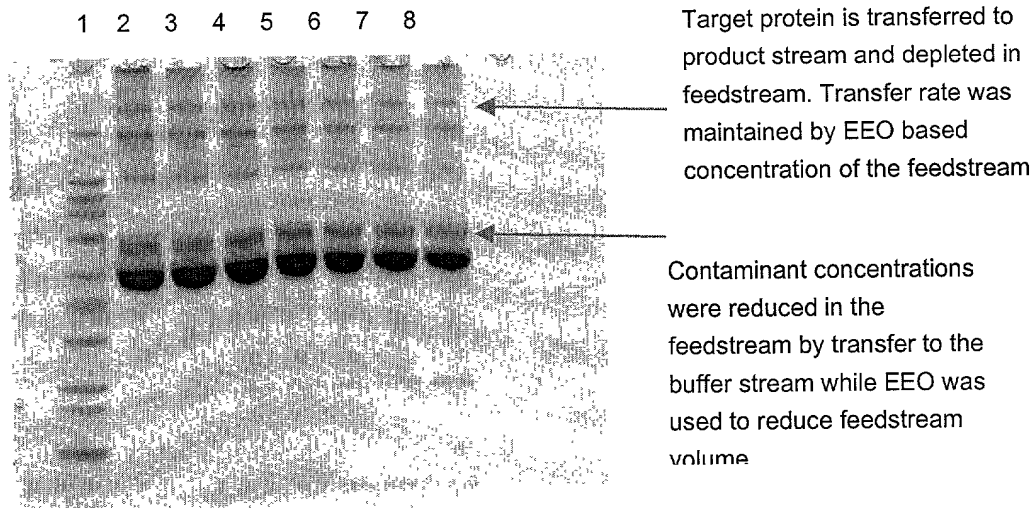 1 2 3 4 5 6 7 8
Target protein is transferred to
product stream and depleted in
feedstream. Transfer rate was
maintained by EEO based
concentration of the feedstream
Contaminant concentrations
were reduced in the
feedstream by transfer to the
buffer stream while EEO was
used to reduce feedstream
volume